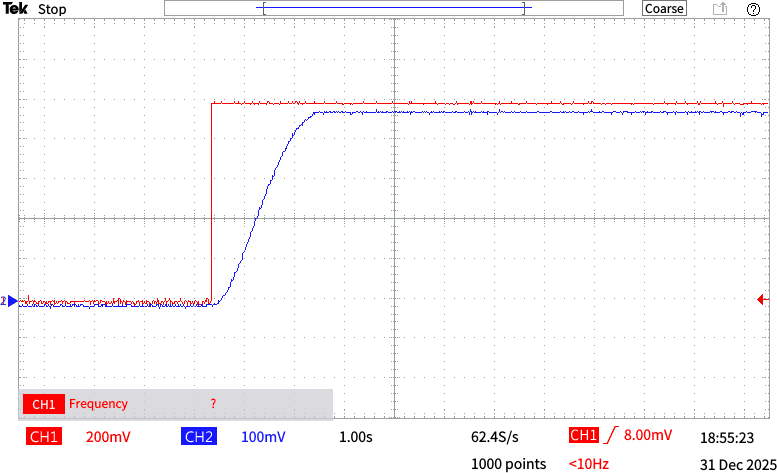 Tek Stop Coarse
2
CH1 Frequency ?
CH1 200mV CH2 100mV 1.00s 62.4S/s CH1 8.00mV 18:55:23
1000 points <10Hz 31 Dec 2025